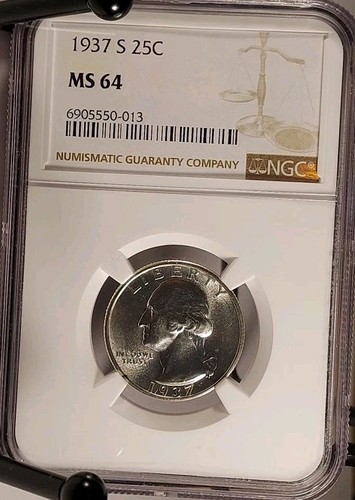 1937 S 25C
MS 64
6905550-013
NUMISMATIC GUARANTY COMPANY
NGC
LIBERTY
IN GOD WE
TRUST
1937